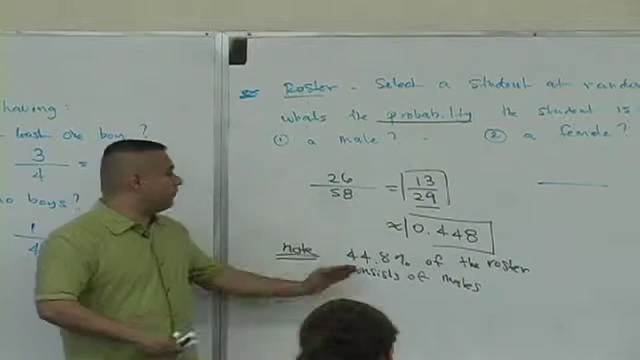 having:
least one boy?
3
4
=
no boys?
1
4
Roster - Select a student at random
whats the probability the student is
① a male? ② a female?
26
58
=
13
29
≈ 0.448
Note 44.8% of the roster
consists of males